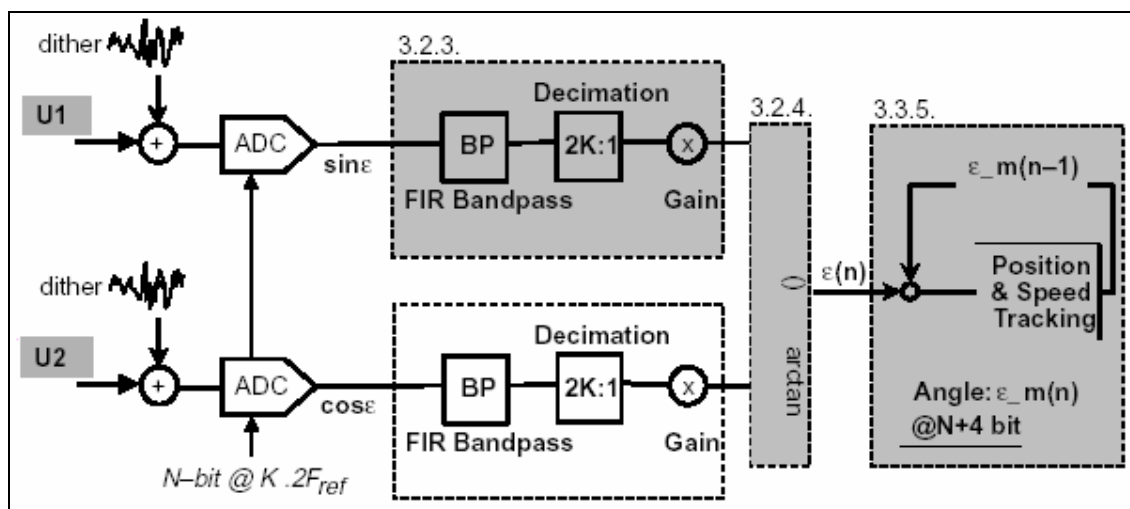 dither
U1
+
ADC
sinε
3.2.3.
Decimation
BP
2K:1
x
FIR Bandpass
Gain
3.2.4.
()
arctan
ε(n)
3.3.5.
ε_m(n–1)
Position
& Speed
Tracking
Angle: ε_m(n)
@N+4 bit
dither
U2
+
ADC
cosε
N–bit @ K .2Fref
Decimation
BP
2K:1
x
FIR Bandpass
Gain